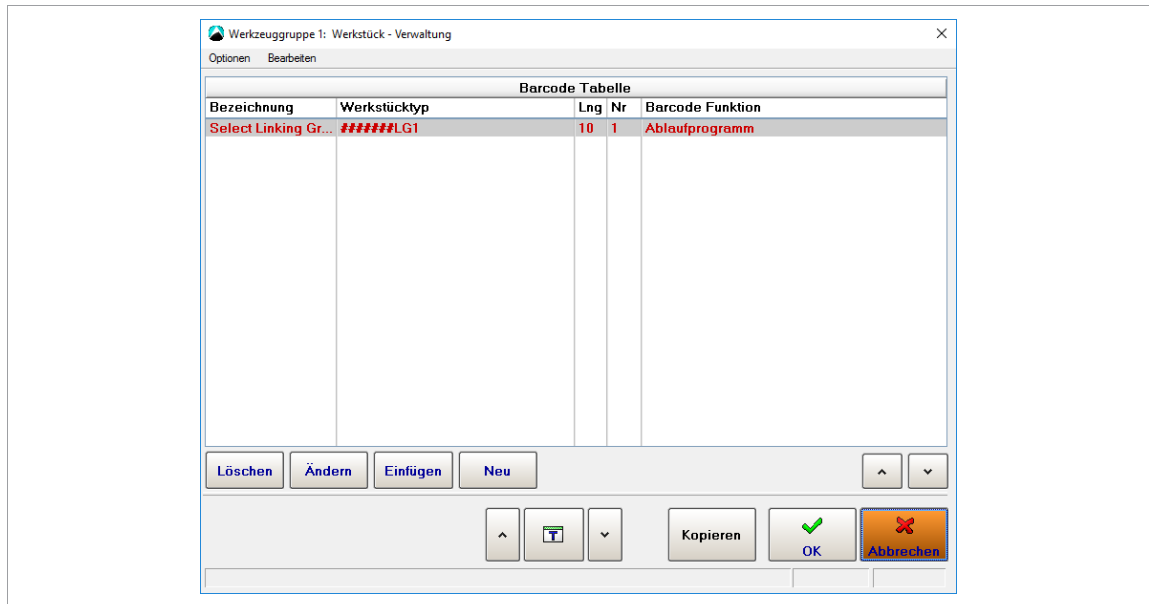 Werkzeuggruppe 1: Werkstück - Verwaltung
Optionen Bearbeiten
Barcode Tabelle
Bezeichnung Werkstücktyp Lng Nr Barcode Funktion
Select Linking Gr... #######LG1 10 1 Ablaufprogramm
Löschen Ändern Einfügen Neu
T Kopieren OK Abbrechen